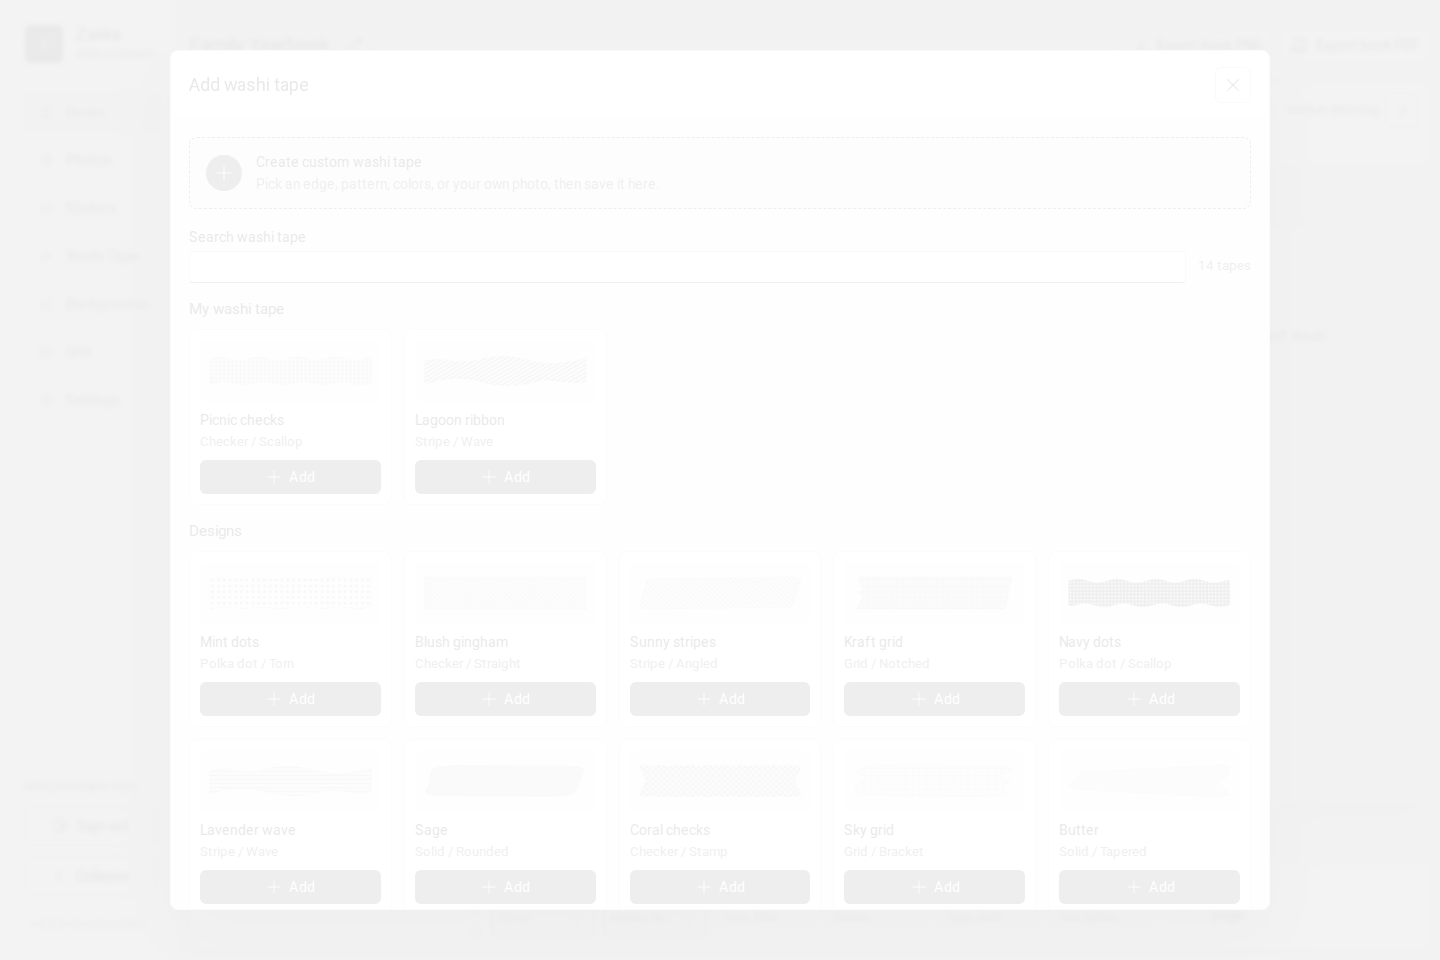 Family Yearbook
Add washi tape
Create custom washi tape
Pick an edge, pattern, colors, or your own photo, then save it here.
Search washi tape
14 tapes
My washi tape
Picnic checks
Checker / Scallop
Add
Lagoon ribbon
Stripe / Wave
Add
Designs
Mint dots
Polka dot / Torn
Add
Blush gingham
Checker / Straight
Add
Sunny stripes
Stripe / Angled
Add
Kraft grid
Grid / Notched
Add
Navy dots
Polka dot / Scallop
Add
Lavender wave
Stripe / Wave
Add
Sage
Solid / Rounded
Add
Coral checks
Checker / Stamp
Add
Sky grid
Grid / Bracket
Add
Butter
Solid / Tapered
Add